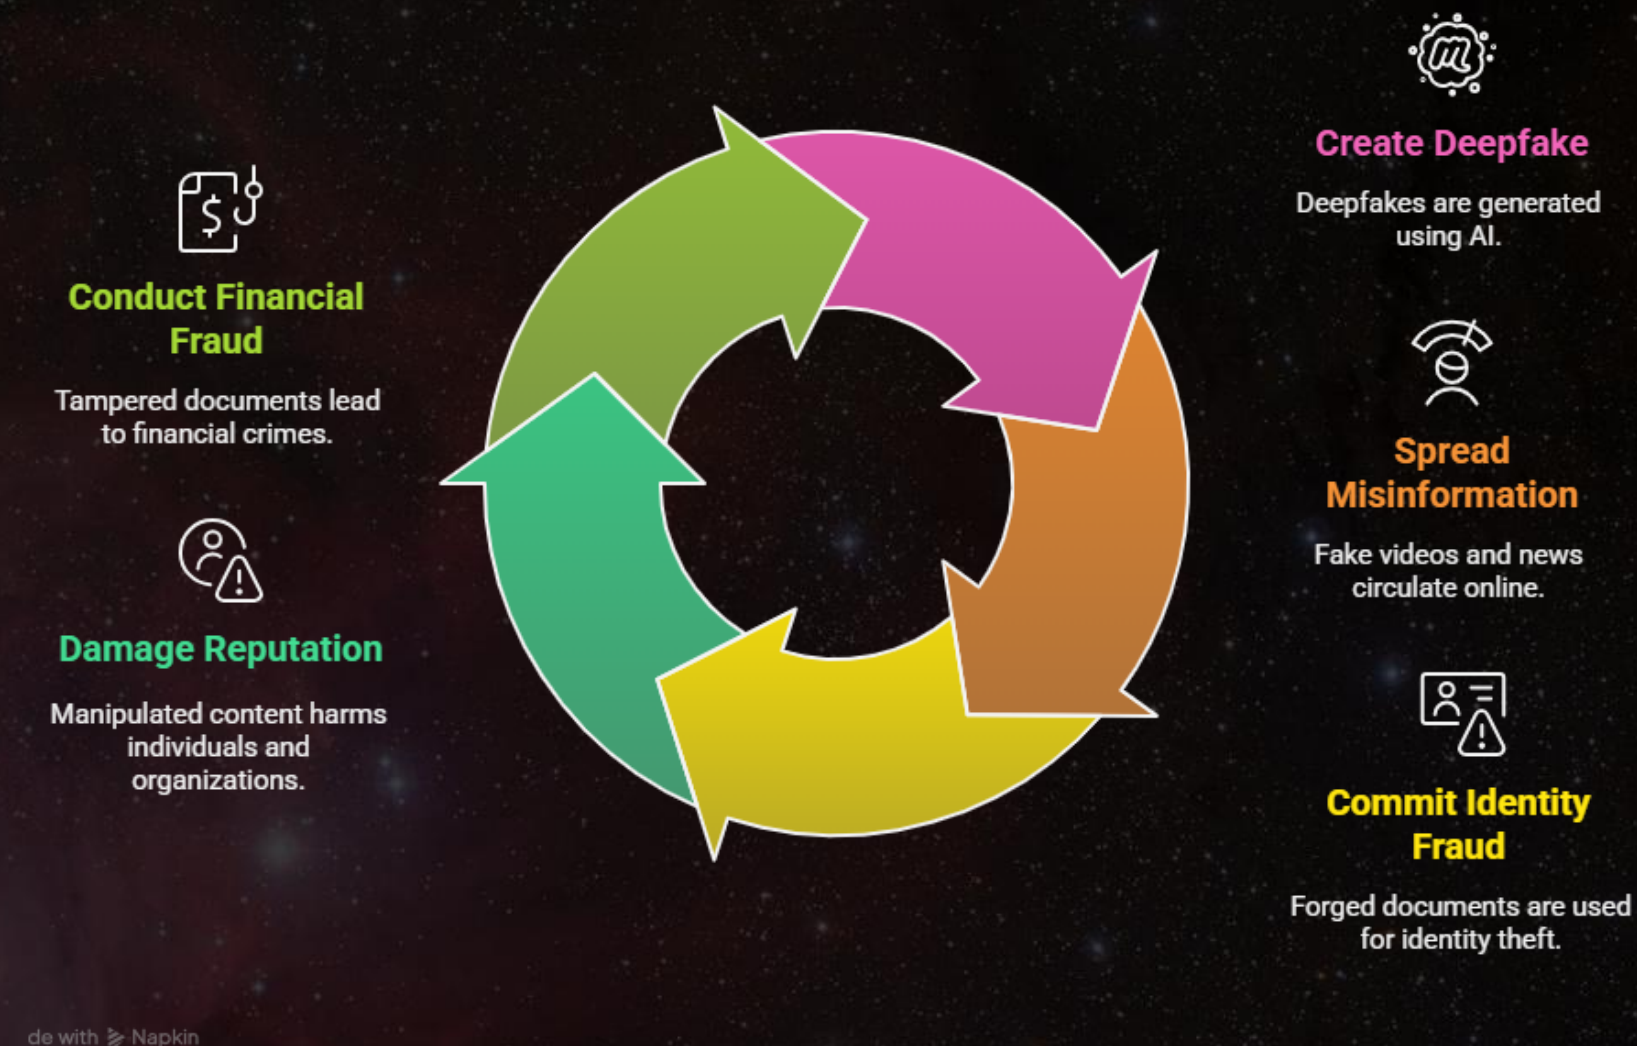 Create Deepfake
Deepfakes are generated
using AI.
Spread
Misinformation
Fake videos and news
circulate online.
Commit Identity
Fraud
Forged documents are used
for identity theft.
Damage Reputation
Manipulated content harms
individuals and
organizations.
Conduct Financial
Fraud
Tampered documents lead
to financial crimes.
de with Napkin